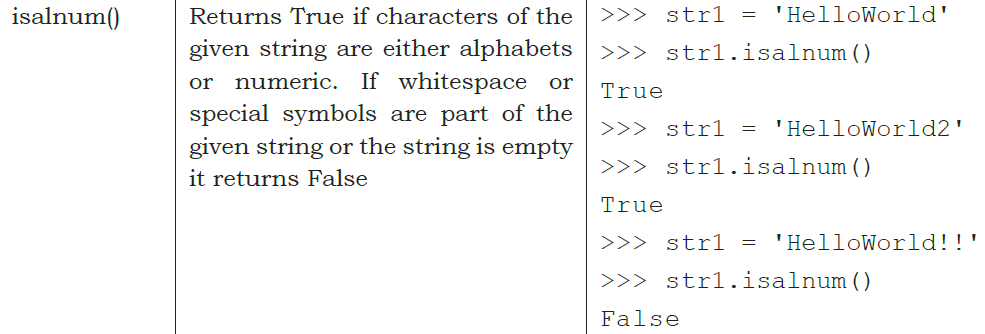 isalnum()
Returns True if characters of the
given string are either alphabets
or numeric. If whitespace or
special symbols are part of the
given string or the string is empty
it returns False
>>> str1 = 'HelloWorld'
>>> str1.isalnum()
True
>>> str1 = 'HelloWorld2'
>>> str1.isalnum()
True
>>> str1 = 'HelloWorld!!'
>>> str1.isalnum()
False